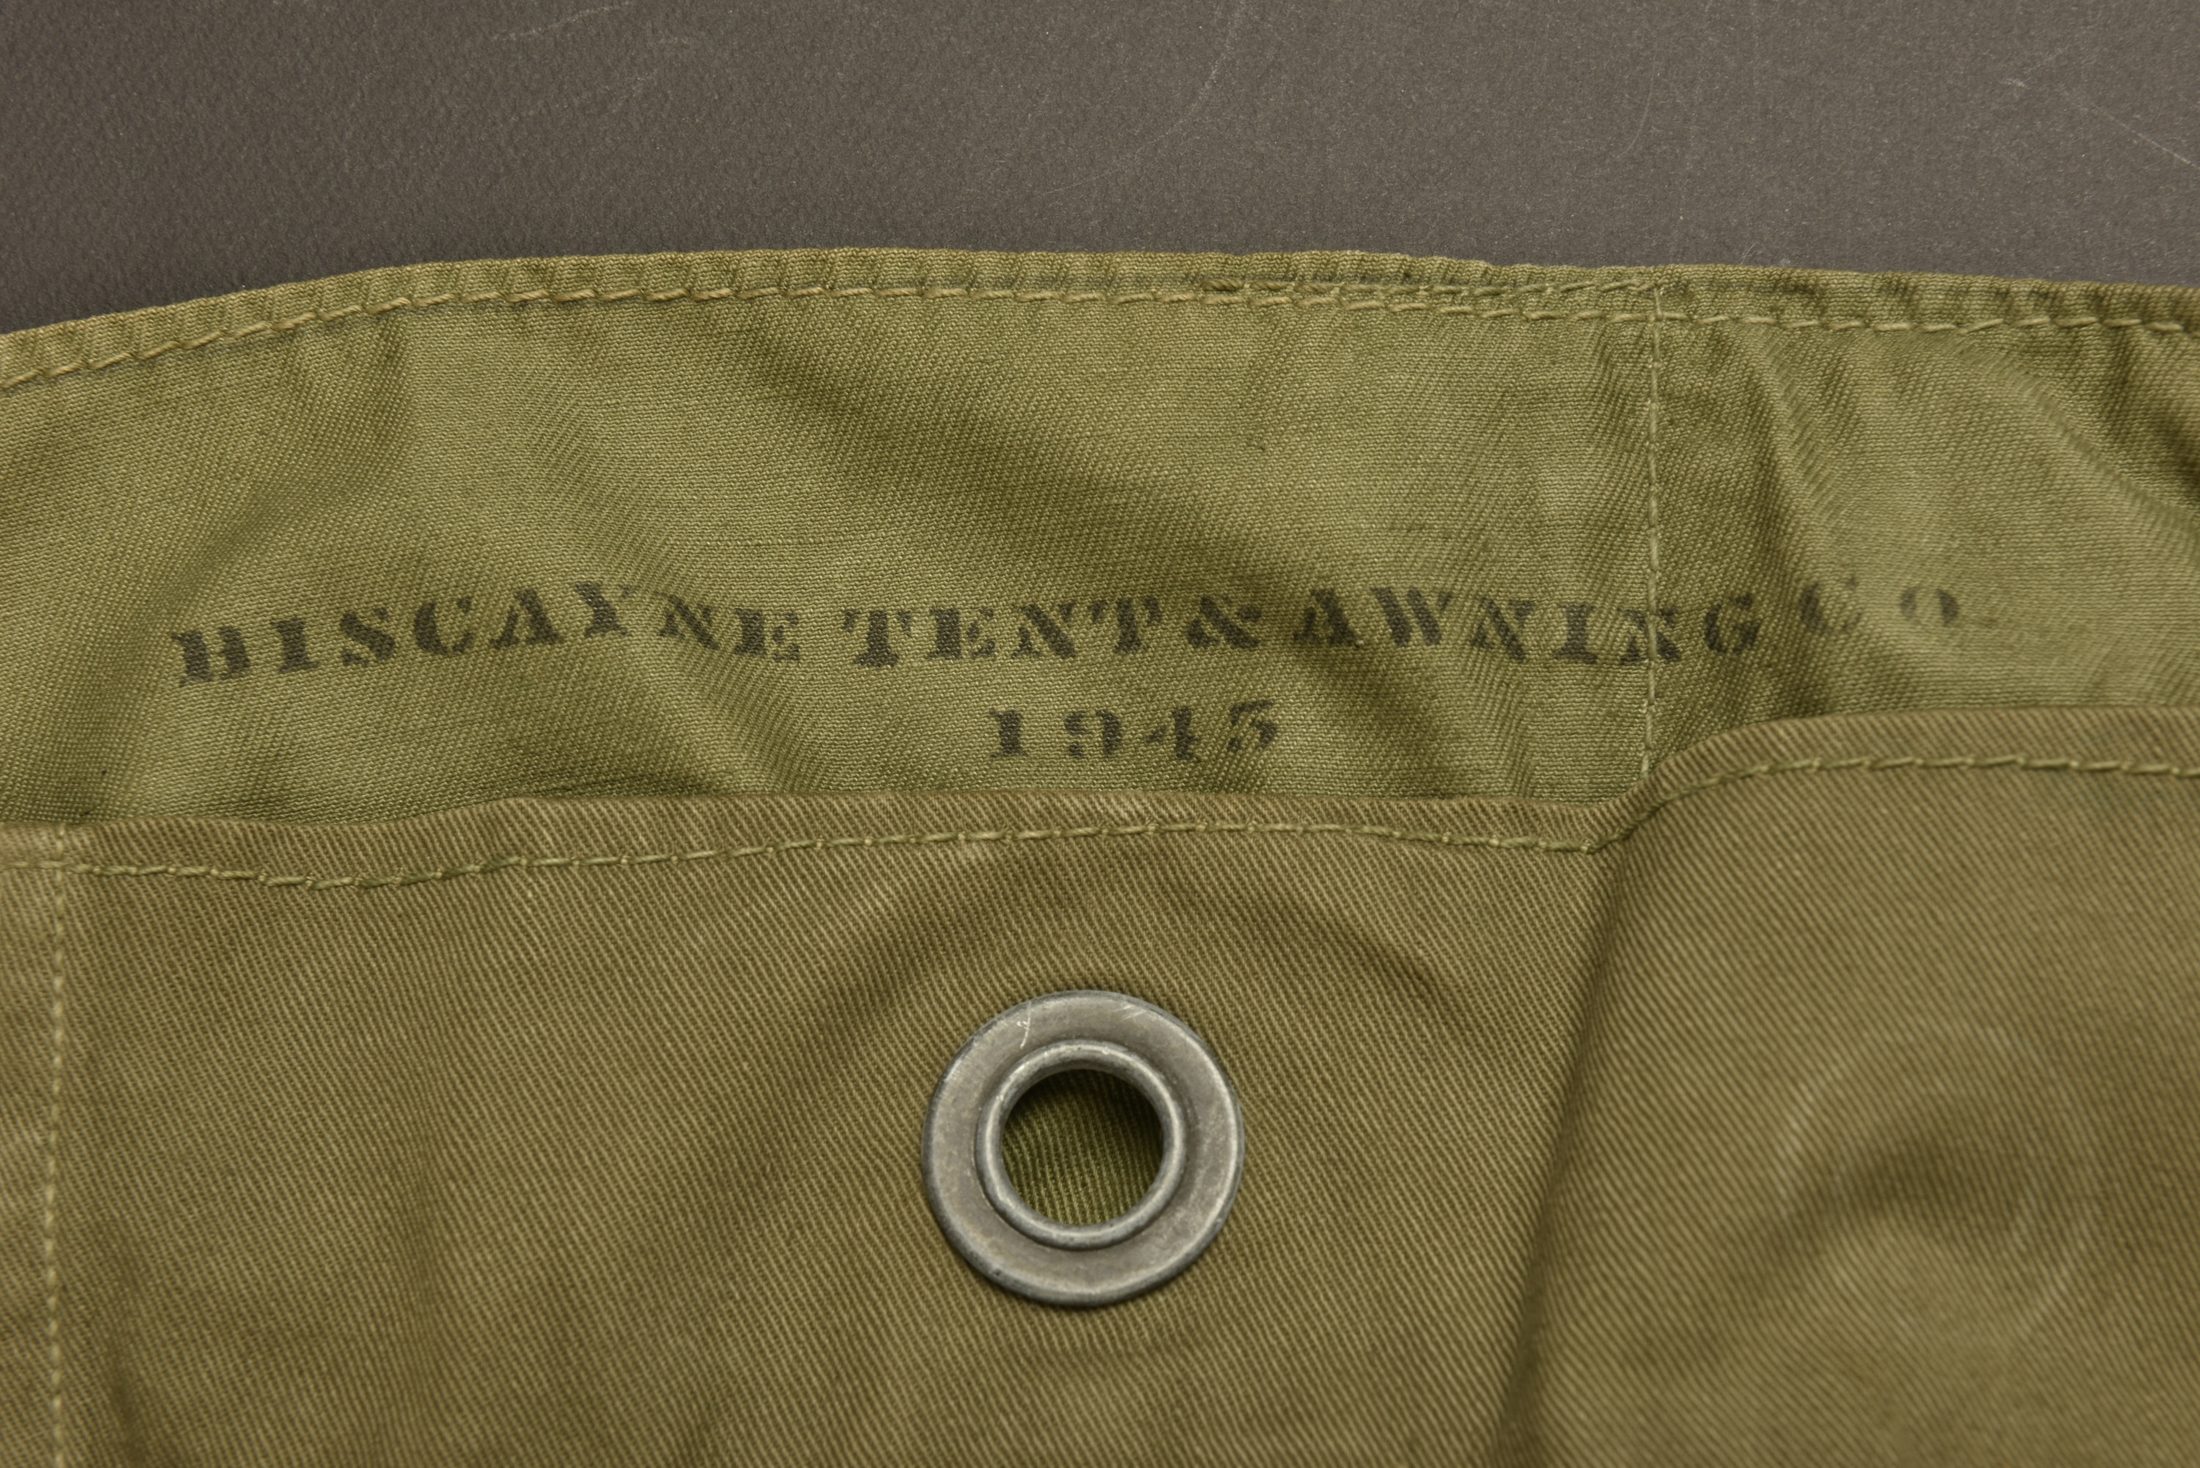 BISCAYNE TENT & AWNING CO.
1945